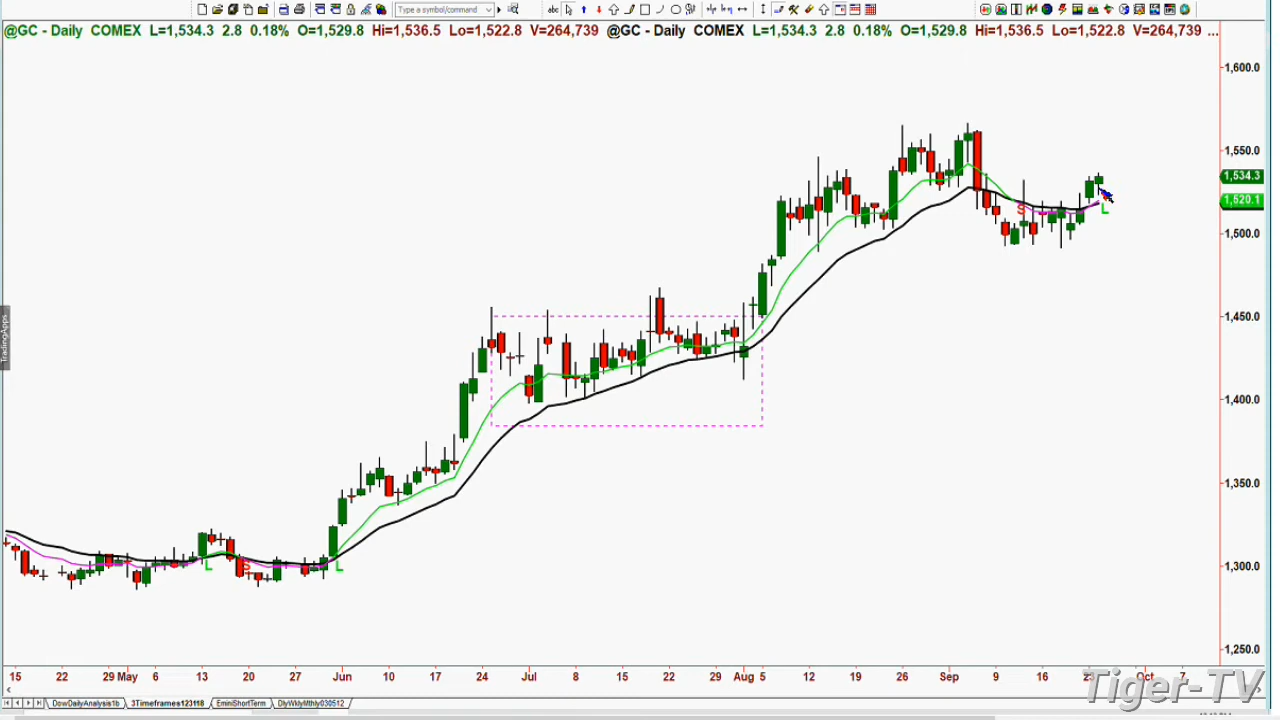 Type a symbol/command
abc
@GC - Daily COMEX L=1,534.3 2.8 0.18% O=1,529.8 Hi=1,536.5 Lo=1,522.8 V=264,739 @GC - Daily COMEX L=1,534.3 2.8 0.18% O=1,529.8 Hi=1,536.5 Lo=1,522.8 V=264,739 ...
1,600.0
1,550.0
1,534.3
1,520.1
S L
1,500.0
TradingApps
1,450.0
1,400.0
1,350.0
1,300.0
L S L
1,250.0
15 22 29 May 6 13 20 27 Jun 10 17 24 Jul 8 15 22 29 Aug 5 12 19 26 Sep 9 16 23 Oct 7
Tiger-TV
DowDailyAnalysis1b 3Timeframes123118 EminiShortTerm DlyWklyMthly030512